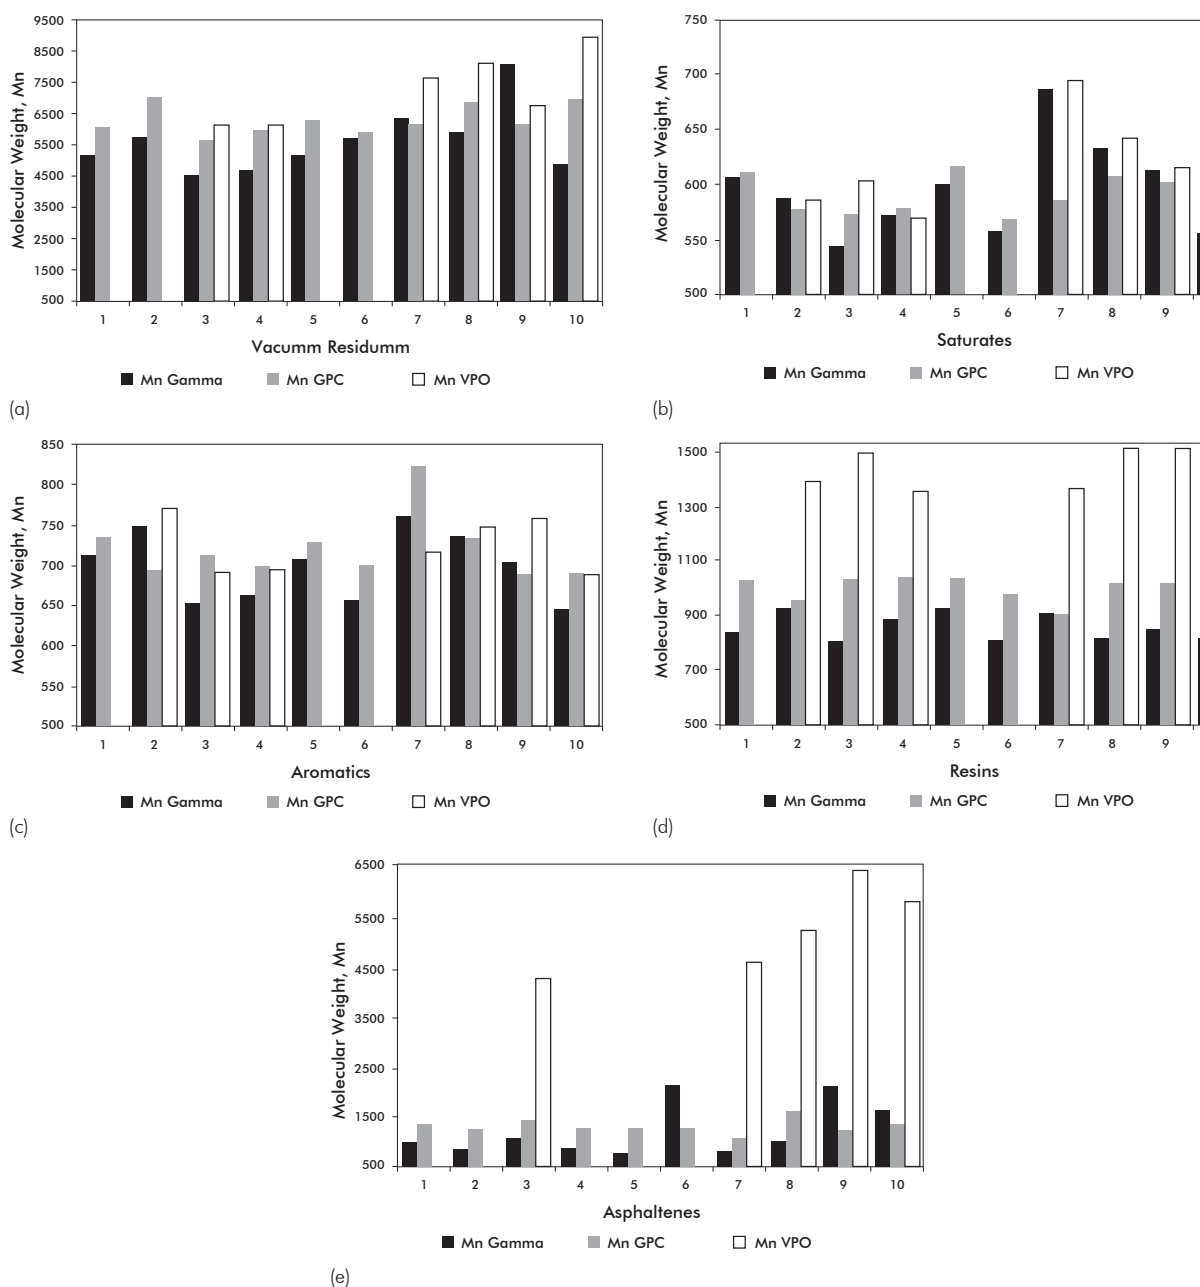 9500
8500
7500
6500
5500
4500
3500
2500
1500
500
Molecular Weight, Mn
1 2 3 4 5 6 7 8 9 10
Vacumm Residumm
Mn Gamma Mn GPC Mn VPO
(a)
750
700
650
600
550
500
Molecular Weight, Mn
1 2 3 4 5 6 7 8 9
Saturates
Mn Gamma Mn GPC Mn VPO
(b)
850
800
750
700
650
600
550
500
Molecular Weight, Mn
1 2 3 4 5 6 7 8 9 10
Aromatics
Mn Gamma Mn GPC Mn VPO
(c)
1500
1300
1100
900
700
500
Molecular Weight, Mn
1 2 3 4 5 6 7 8 9
Resins
Mn Gamma Mn GPC Mn VPO
(d)
6500
5500
4500
3500
2500
1500
500
Molecular Weight, Mn
1 2 3 4 5 6 7 8 9 10
Asphaltenes
Mn Gamma Mn GPC Mn VPO
(e)